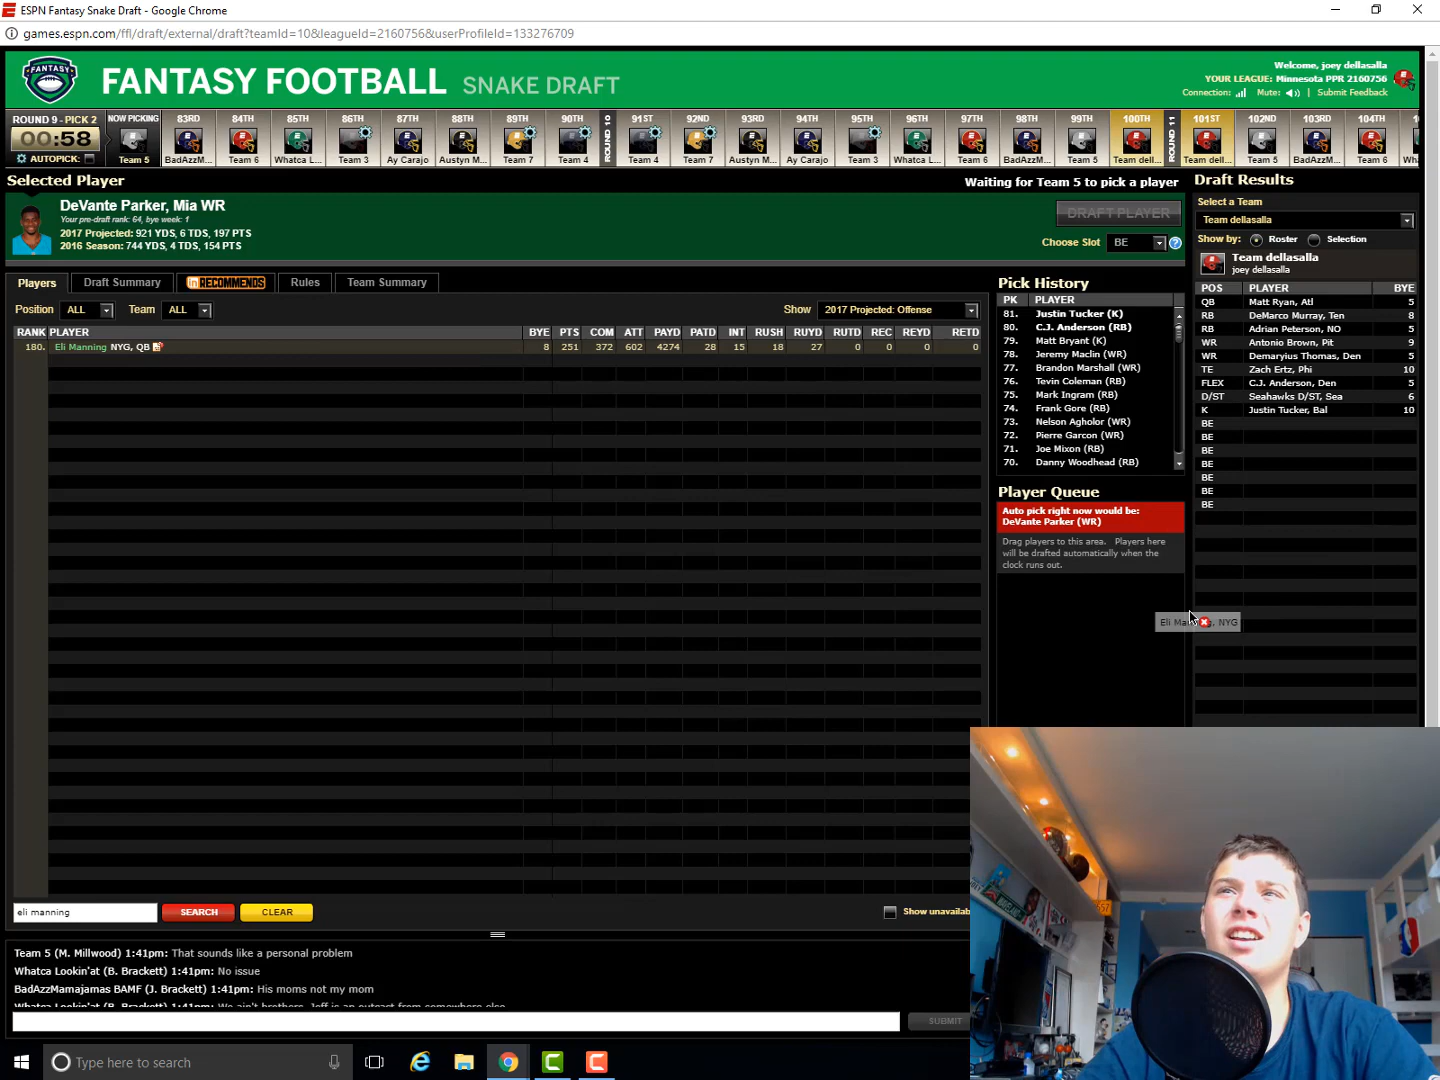 ESPN Fantasy Snake Draft - Google Chrome
games.espn.com/ffl/draft/external/draft?teamId=10&leagueId=2160756&userProfileId=133276709
FANTASY FOOTBALL SNAKE DRAFT
Welcome, joey dellasalla
YOUR LEAGUE: Minnesota PPR 2160756
Connection: Mute: Submit Feedback
ROUND 9 - PICK 2 NOW PICKING 83RD 84TH 85TH 86TH 87TH 88TH 89TH 90TH ROUND 10 91ST 92ND 93RD 94TH 95TH 96TH 97TH 98TH 99TH 100TH ROUND 11 101ST 102ND 103RD 104TH
00:58
AUTOPICK: Team 5 BadAzzM... Team 6 Whatca L... Team 3 Ay Carajo Austyn M... Team 7 Team 4 Team 4 Team 7 Austyn M... Ay Carajo Team 3 Whatca L... Team 6 BadAzzM... Team 5 Team dell... Team dell... Team 5 BadAzzM... Team 6
Selected Player
Waiting for Team 5 to pick a player
DeVante Parker, Mia WR
Your pre-draft rank: 64, bye week: 1
2017 Projected: 921 YDS, 6 TDS, 197 PTS
2016 Season: 744 YDS, 4 TDS, 154 PTS
DRAFT PLAYER
Choose Slot BE ?
Players Draft Summary RECOMMENDS Rules Team Summary
Position ALL Team ALL Show 2017 Projected: Offense
RANK PLAYER BYE PTS COM ATT PAYD PATD INT RUSH RUYD RUTD REC REYD RETD
180. Eli Manning NYG, QB 8 251 372 602 4274 28 15 18 27 0 0 0 0
eli manning SEARCH CLEAR Show unavailab
Team 5 (M. Millwood) 1:41pm: That sounds like a personal problem
Whatca Lookin'at (B. Brackett) 1:41pm: No issue
BadAzzMamajamas BAMF (J. Brackett) 1:41pm: His moms not my mom
Whatca Lookin'at (B. Brackett) 1:41pm: We ain't brothers, Jeff is an outcast from somewhere else
SUBMIT
Pick History
PK PLAYER
81. Justin Tucker (K)
80. C.J. Anderson (RB)
79. Matt Bryant (K)
78. Jeremy Maclin (WR)
77. Brandon Marshall (WR)
76. Tevin Coleman (RB)
75. Mark Ingram (RB)
74. Frank Gore (RB)
73. Nelson Agholor (WR)
72. Pierre Garcon (WR)
71. Joe Mixon (RB)
70. Danny Woodhead (RB)
Player Queue
Auto pick right now would be:
DeVante Parker (WR)
Drag players to this area. Players here
will be drafted automatically when the
clock runs out.
Eli NYG
Draft Results
Select a Team
Team dellasalla
Show by: Roster Selection
Team dellasalla
joey dellasalla
POS PLAYER BYE
QB Matt Ryan, Atl 5
RB DeMarco Murray, Ten 8
RB Adrian Peterson, NO 5
WR Antonio Brown, Pit 9
WR Demaryius Thomas, Den 5
TE Zach Ertz, Phi 10
FLEX C.J. Anderson, Den 5
D/ST Seahawks D/ST, Sea 6
K Justin Tucker, Bal 10
BE
BE
BE
BE
BE
BE
BE
Type here to search